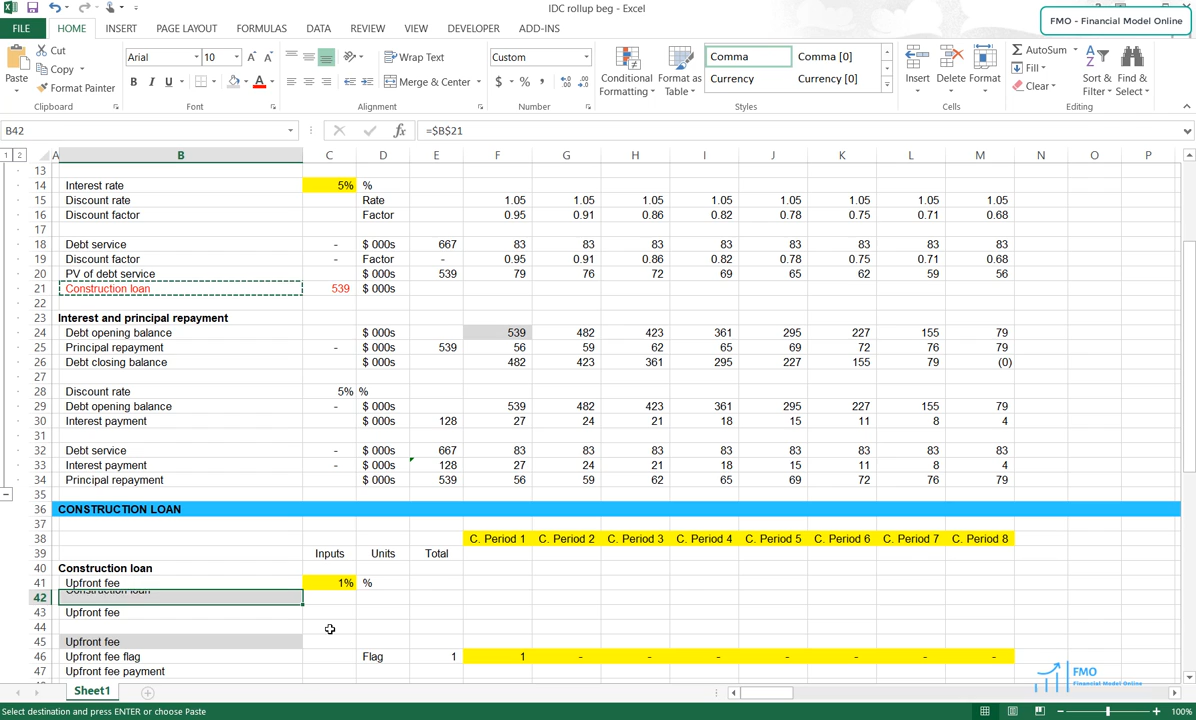 IDC rollup beg - Excel
FMO - Financial Model Online
FILE HOME INSERT PAGE LAYOUT FORMULAS DATA REVIEW VIEW DEVELOPER ADD-INS
Cut Arial 10 Wrap Text Custom Comma Comma [0] AutoSum
Copy Fill
Paste Format Painter B I U A Merge & Center $ % , Conditional Formatting Format as Table Currency Currency [0] Insert Delete Format Clear Sort & Filter Find & Select
Clipboard Font Alignment Number Styles Cells Editing
B42 fx =$B$21
1 2 A B C D E F G H I J K L M N O P
13
14 Interest rate 5% %
15 Discount rate Rate 1.05 1.05 1.05 1.05 1.05 1.05 1.05 1.05
16 Discount factor Factor 0.95 0.91 0.86 0.82 0.78 0.75 0.71 0.68
17
18 Debt service - $ 000s 667 83 83 83 83 83 83 83 83
19 Discount factor - Factor - 0.95 0.91 0.86 0.82 0.78 0.75 0.71 0.68
20 PV of debt service $ 000s 539 79 76 72 69 65 62 59 56
21 Construction loan 539 $ 000s
22
23 Interest and principal repayment
24 Debt opening balance $ 000s 539 482 423 361 295 227 155 79
25 Principal repayment - $ 000s 539 56 59 62 65 69 72 76 79
26 Debt closing balance $ 000s 482 423 361 295 227 155 79 (0)
27
28 Discount rate 5% %
29 Debt opening balance - $ 000s 539 482 423 361 295 227 155 79
30 Interest payment $ 000s 128 27 24 21 18 15 11 8 4
31
32 Debt service - $ 000s 667 83 83 83 83 83 83 83 83
33 Interest payment - $ 000s 128 27 24 21 18 15 11 8 4
34 Principal repayment $ 000s 539 56 59 62 65 69 72 76 79
35
36 CONSTRUCTION LOAN
37
38 C. Period 1 C. Period 2 C. Period 3 C. Period 4 C. Period 5 C. Period 6 C. Period 7 C. Period 8
39 Inputs Units Total
40 Construction loan
41 Upfront fee 1% %
42 Construction loan
43 Upfront fee
44
45 Upfront fee
46 Upfront fee flag Flag 1 1 - - - - - - -
47 Upfront fee payment
FMO
Financial Model Online
Sheet1
Select destination and press ENTER or choose Paste 100%